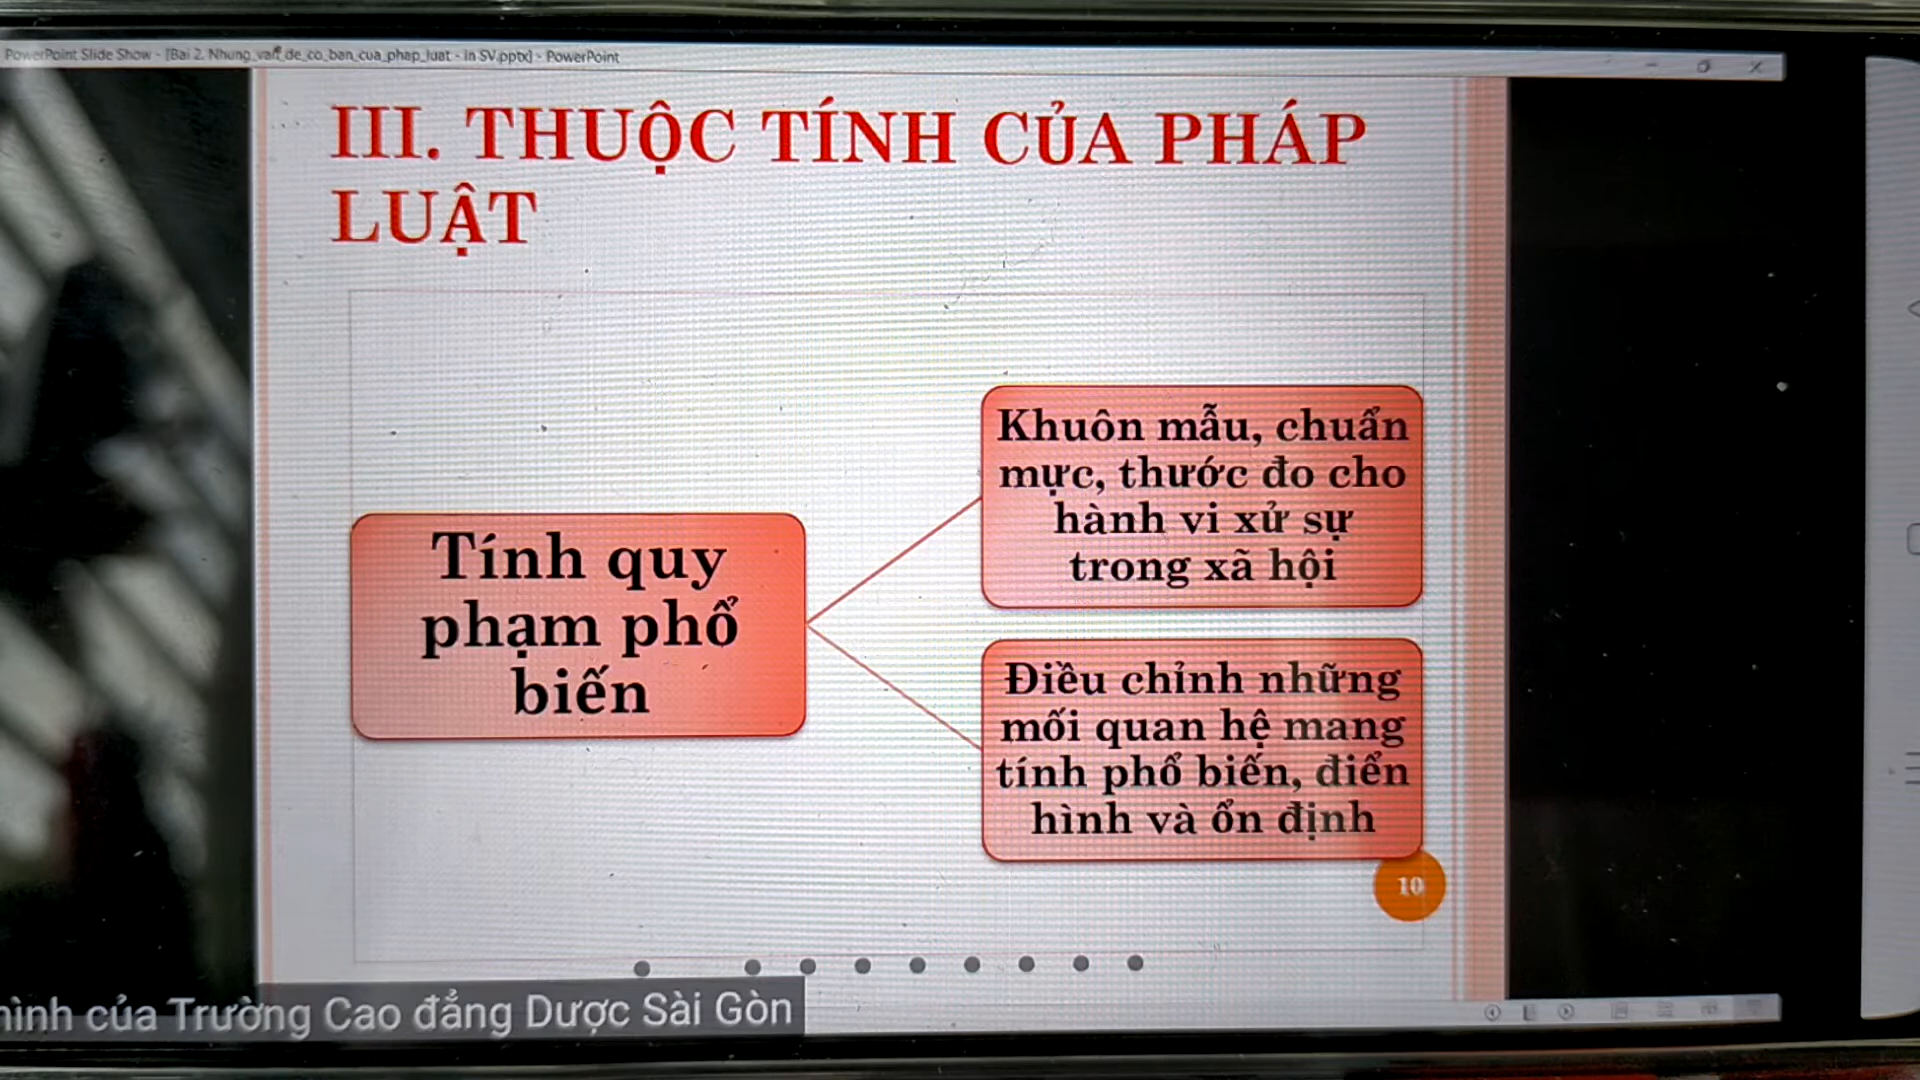 PowerPoint Slide Show - [Bai 2. Nhung_van_de_co_ban_cua_phap_luat - in SV.pptx] - PowerPoint
III. THUỘC TÍNH CỦA PHÁP
LUẬT
Tính quy
phạm phổ
biến
Khuôn mẫu, chuẩn
mực, thước đo cho
hành vi xử sự
trong xã hội
Điều chỉnh những
mối quan hệ mang
tính phổ biến, điển
hình và ổn định
10
hình của Trường Cao đẳng Dược Sài Gòn